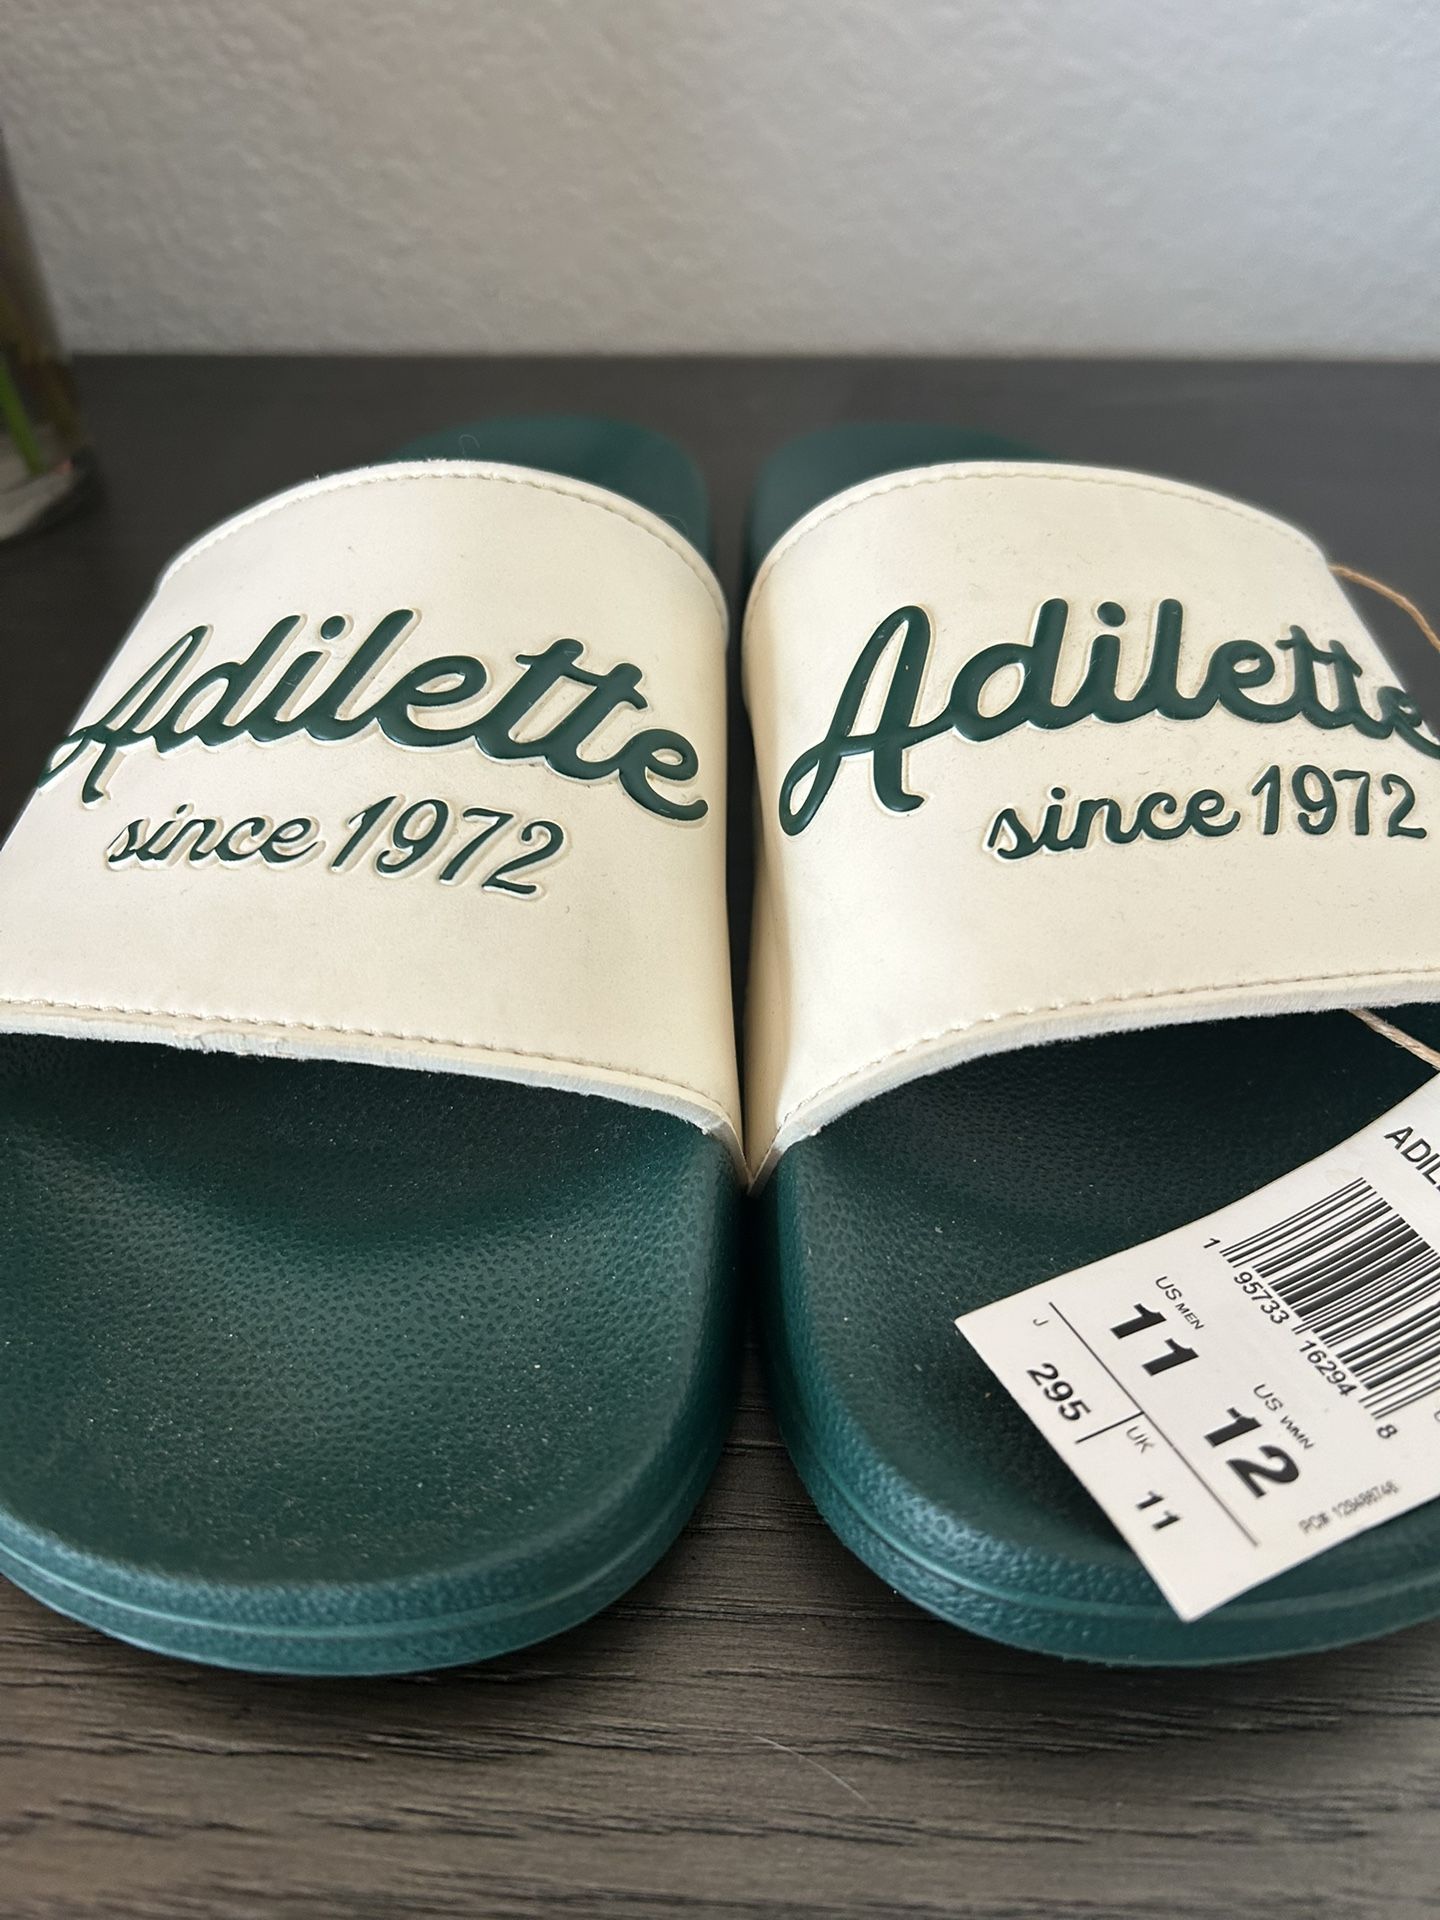 Adilette
since 1972
Adilette
since 1972
1 95733 16294 8
US MEN
11
US WMN
12
J
295
UK
11